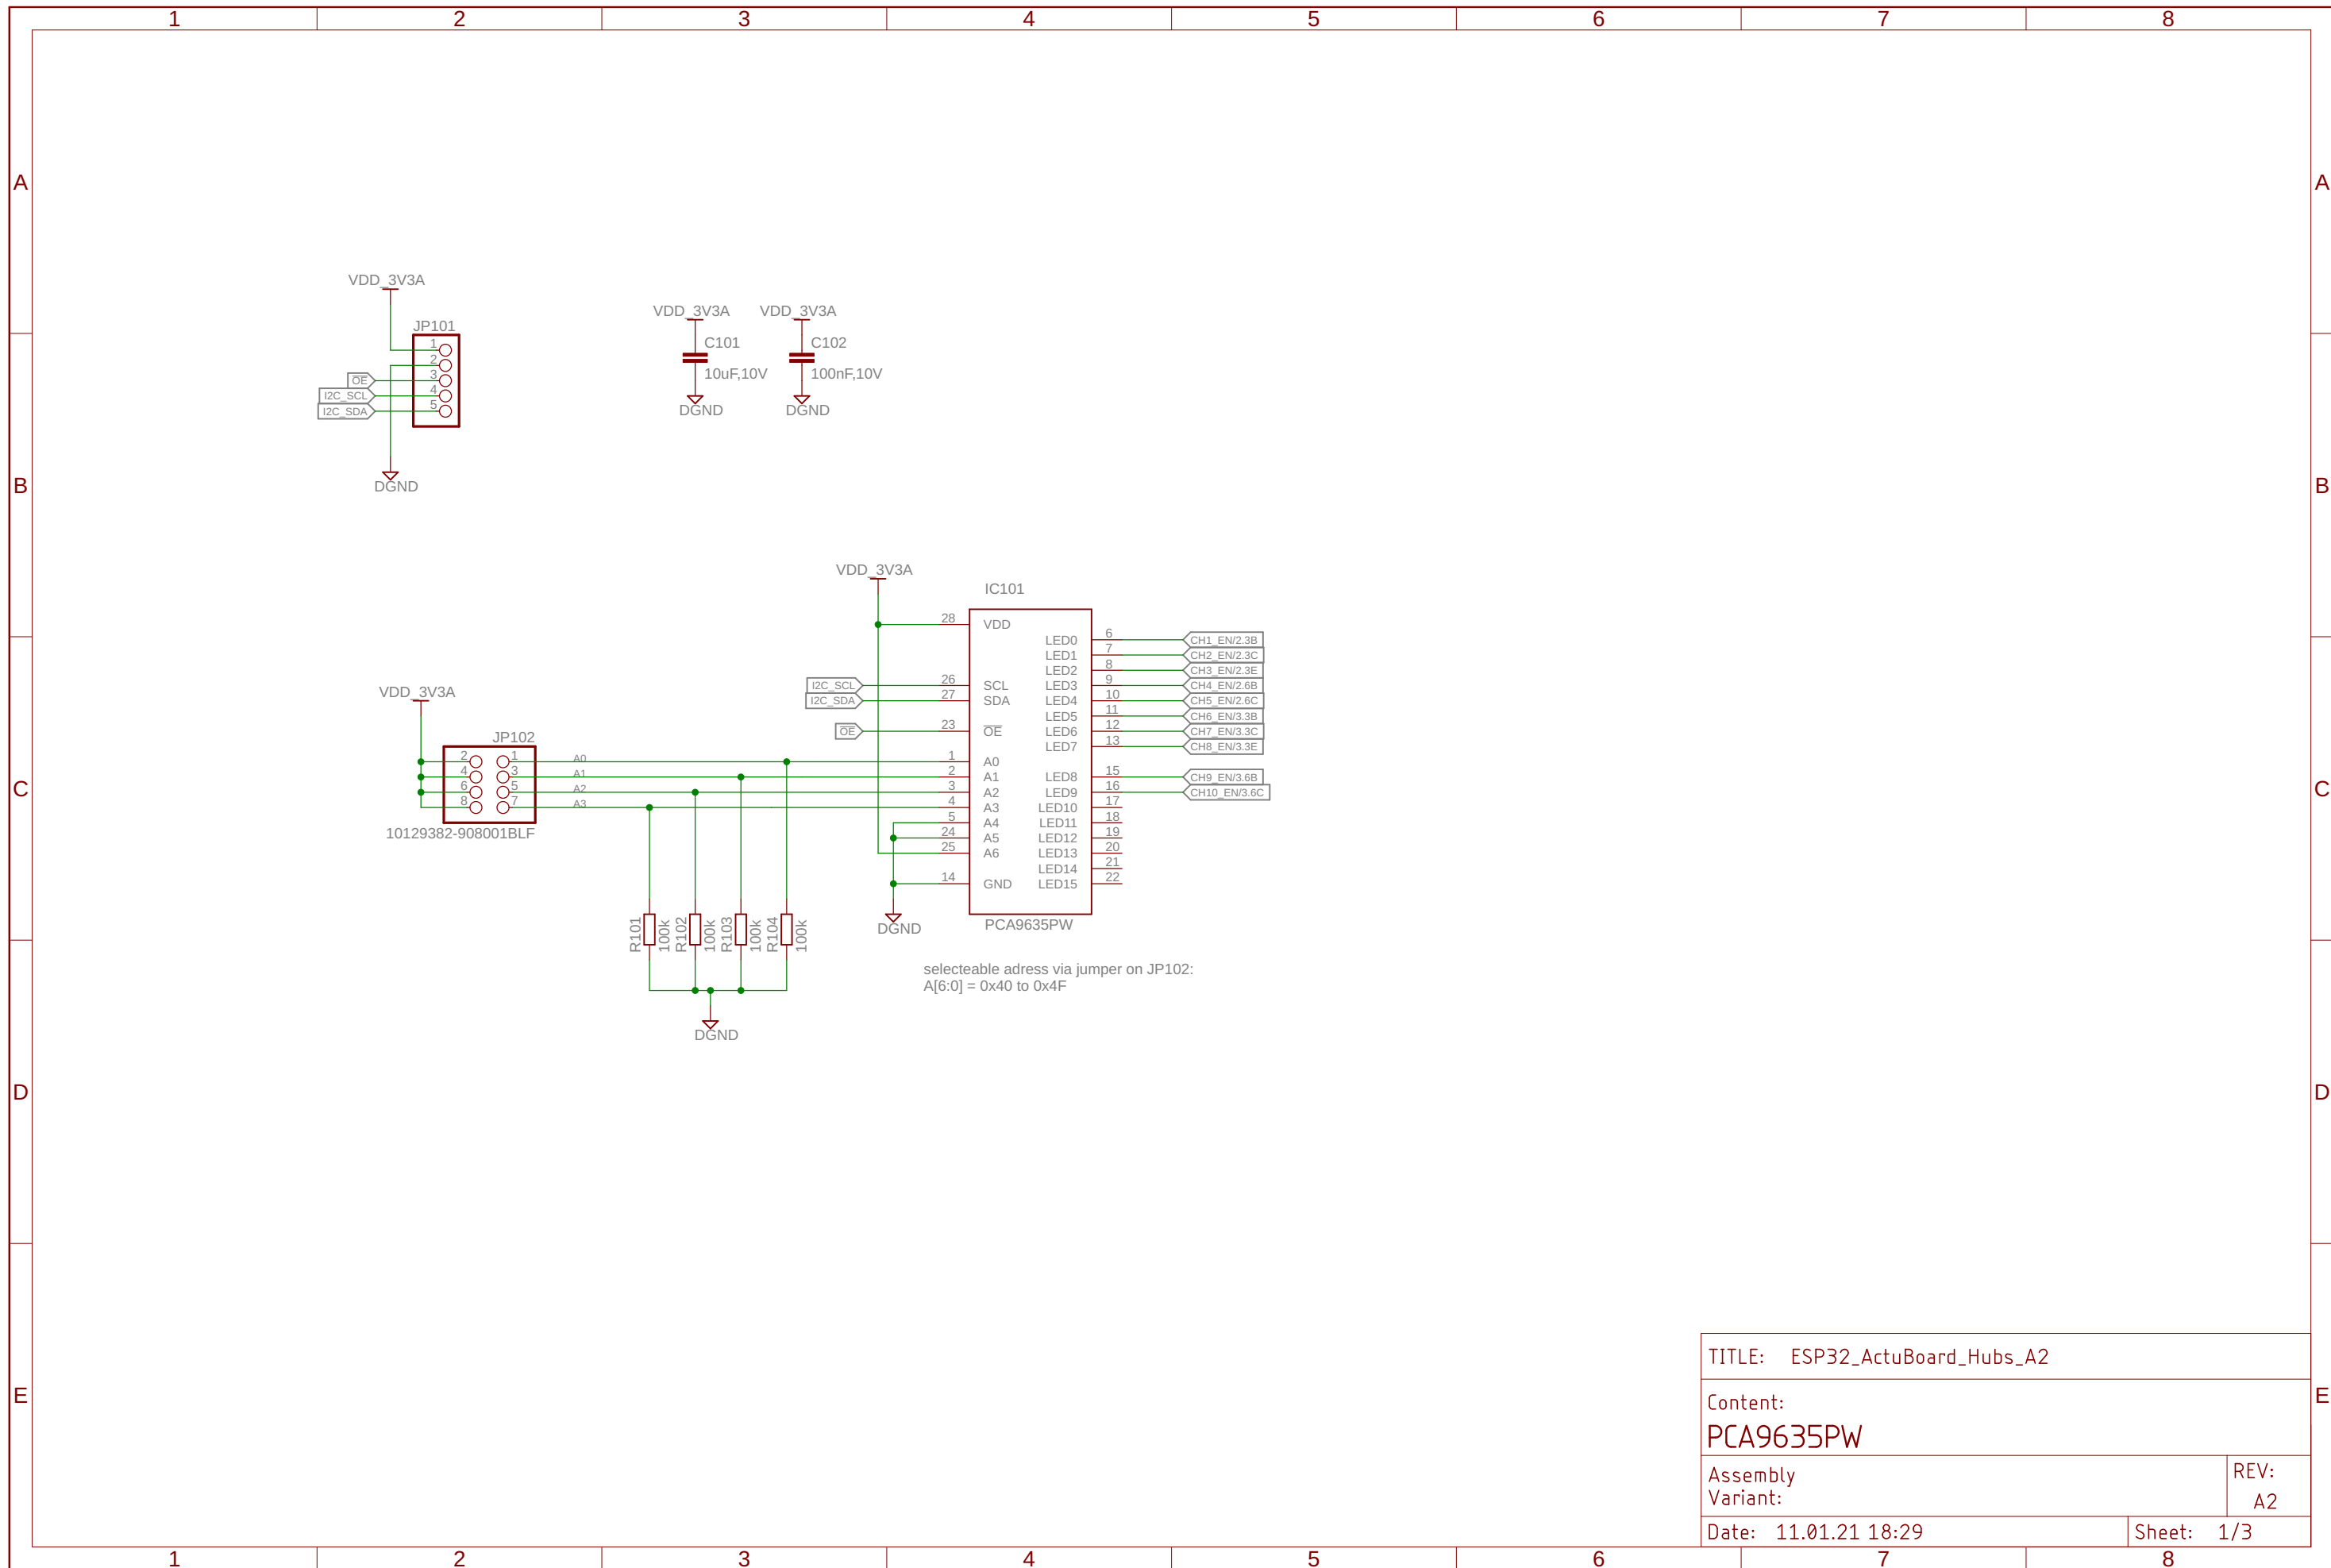 1 2 3 4 5 6 7 8
A A
VDD_3V3A
JP101
1
2
3
4
5
OE
I2C_SCL
I2C_SDA
DGND
VDD_3V3A VDD_3V3A
C101 C102
10uF,10V 100nF,10V
DGND DGND
B B
VDD_3V3A
IC101
28 VDD
26 SCL
27 SDA
23 OE
1 A0
2 A1
3 A2
4 A3
5 A4
24 A5
25 A6
14 GND
I2C_SCL
I2C_SDA
OE
LED0 6 CH1_EN/2.3B
LED1 7 CH2_EN/2.3C
LED2 8 CH3_EN/2.3E
LED3 9 CH4_EN/2.6B
LED4 10 CH5_EN/2.6C
LED5 11 CH6_EN/3.3B
LED6 12 CH7_EN/3.3C
LED7 13 CH8_EN/3.3E
LED8 15 CH9_EN/3.6B
LED9 16 CH10_EN/3.6C
LED10 17
LED11 18
LED12 19
LED13 20
LED14 21
LED15 22
PCA9635PW
DGND
VDD_3V3A
JP102
2 1 A0
4 3 A1
6 5 A2
8 7 A3
10129382-908001BLF
C C
R101 100k R102 100k R103 100k R104 100k
DGND
selecteable adress via jumper on JP102:
A[6:0] = 0x40 to 0x4F
D D
E E
TITLE: ESP32_ActuBoard_Hubs_A2
Content:
PCA9635PW
Assembly
Variant:
REV:
A2
Date: 11.01.21 18:29
Sheet: 1/3
1 2 3 4 5 6 7 8